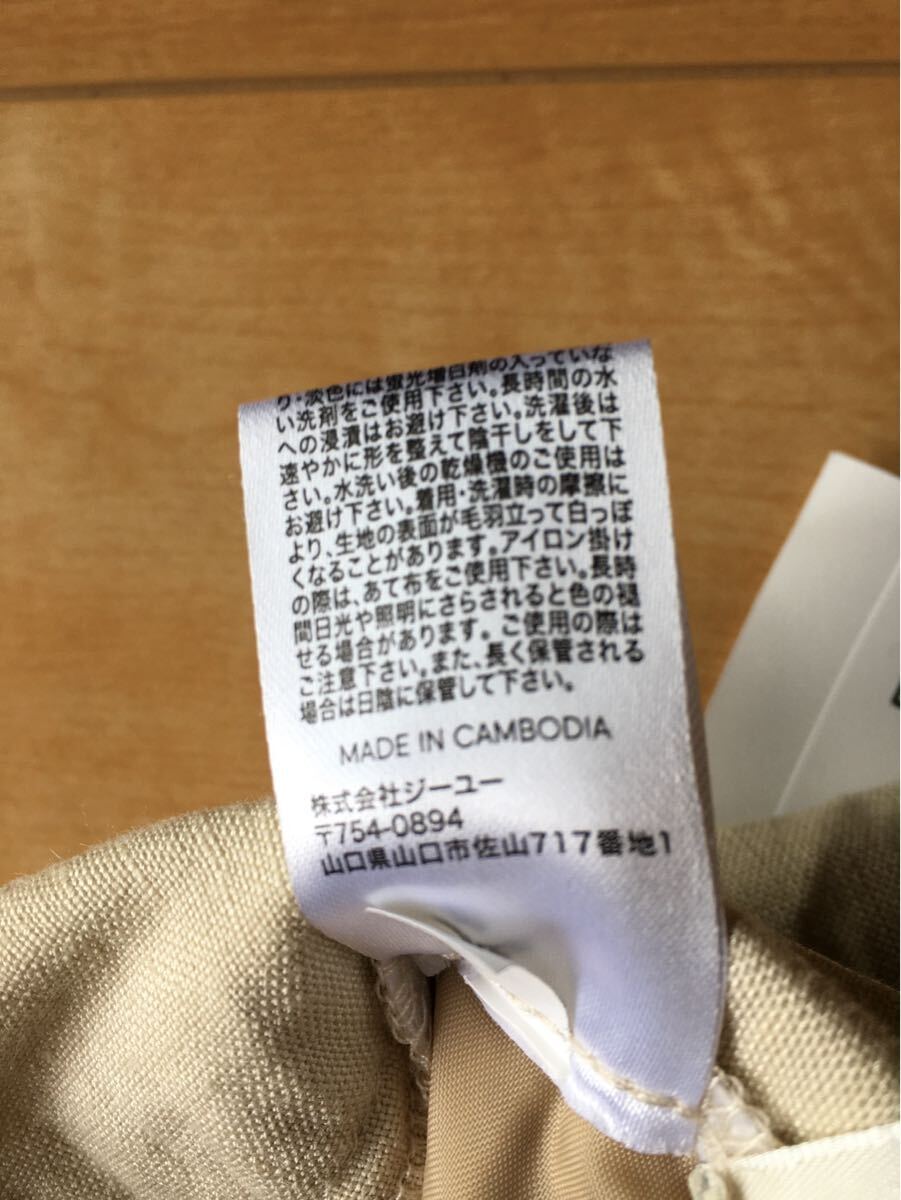 り・淡色には蛍光増白剤の入っていな
い洗剤をご使用下さい。長時間の水
への浸漬はお避け下さい。洗濯後は
速やかに形を整えて陰干しをして下
さい。水洗い後の乾燥機のご使用は
お避け下さい。着用・洗濯時の摩擦に
より、生地の表面が毛羽立って白っぽ
くなることがあります。アイロン掛け
の際は、あて布をご使用下さい。長時
間日光や照明にさらされると色の褪
せる場合があります。ご使用の際は
ご注意下さい。また、長く保管される
場合は日陰に保管して下さい。
MADE IN CAMBODIA
株式会社ジーユー
〒754-0894
山口県山口市佐山717番地1